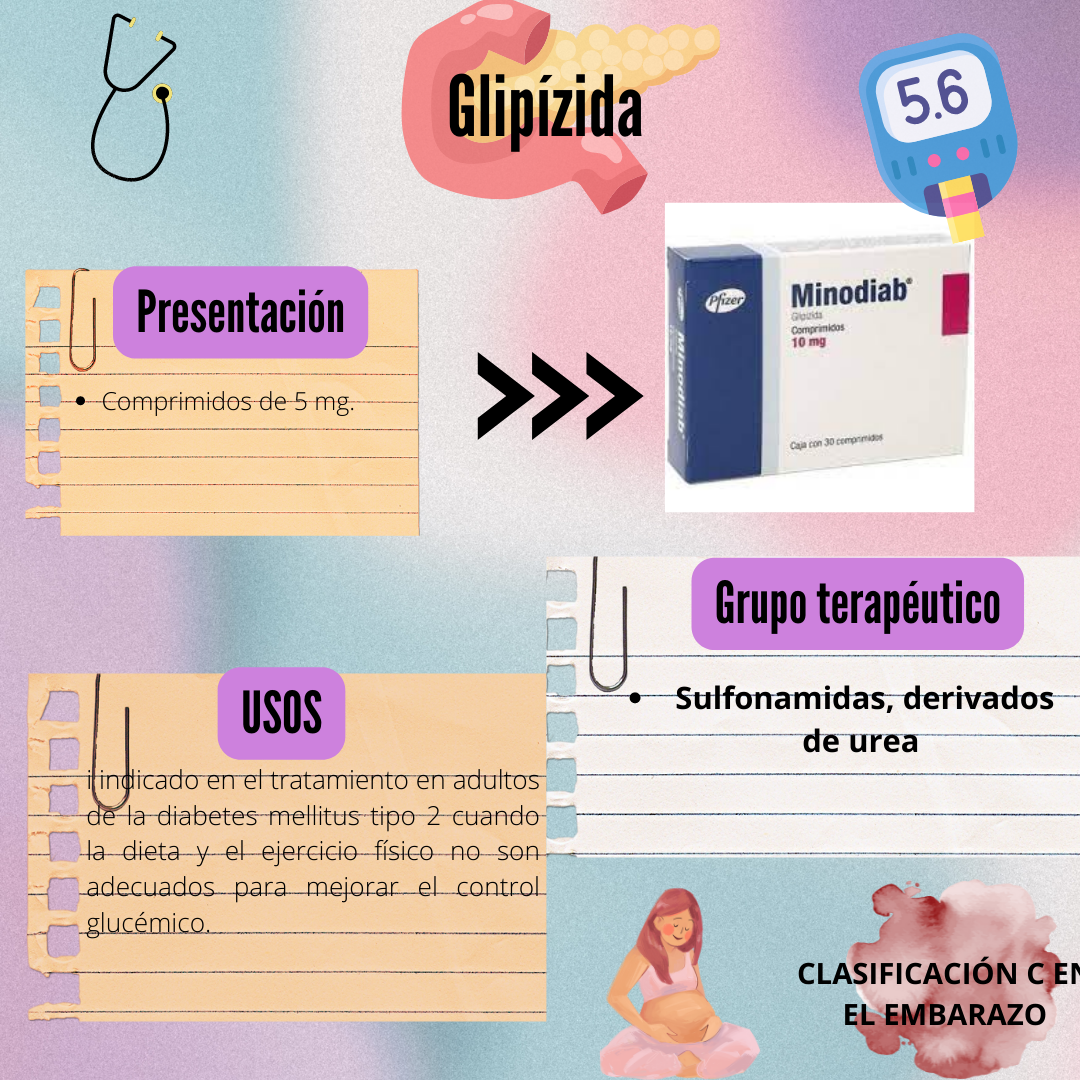 Glipízida
5.6
Presentación
Comprimidos de 5 mg.
Pfizer
Minodiab®
Glipizida
Comprimidos
10 mg
Minodiab®
Caja con 30 comprimidos
Grupo terapéutico
Sulfonamidas, derivados
de urea
USOS
i indicado en el tratamiento en adultos
de la diabetes mellitus tipo 2 cuando
la dieta y el ejercicio físico no son
adecuados para mejorar el control
glucémico.
CLASIFICACIÓN C EN
EL EMBARAZO